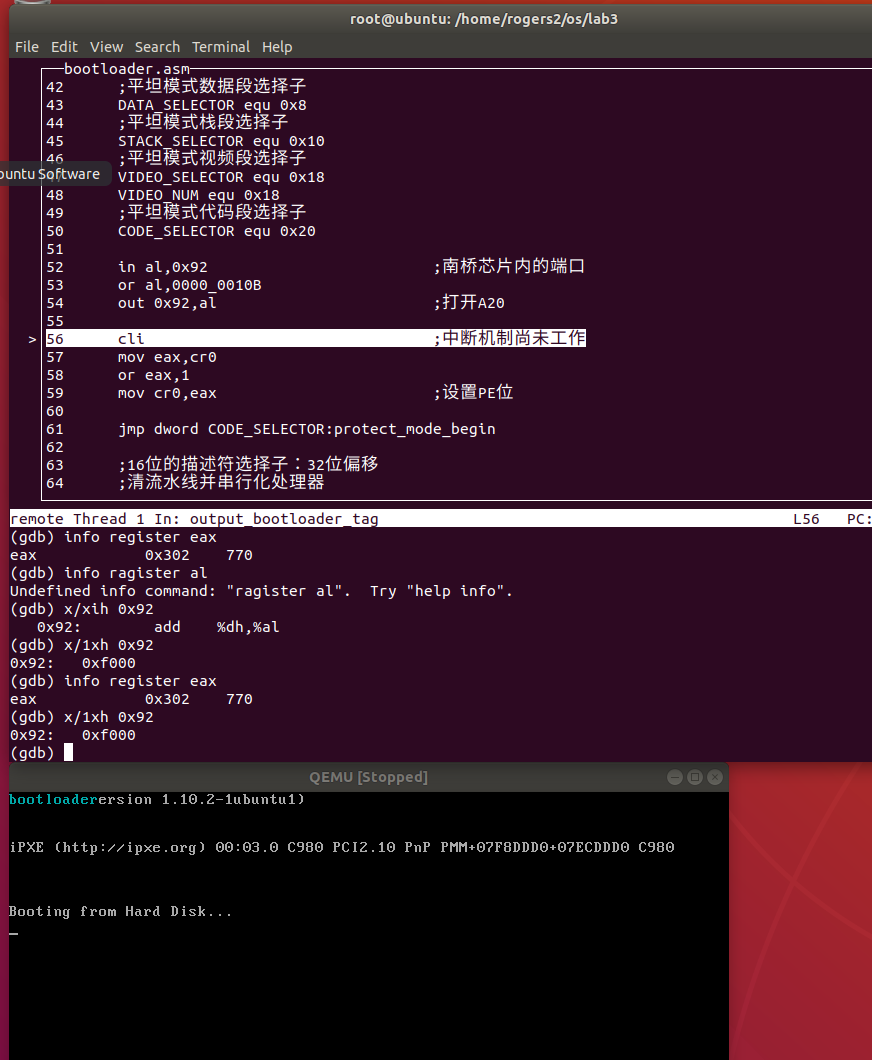 root@ubuntu: /home/rogers2/os/lab3
File Edit View Search Terminal Help
bootloader.asm
42 ;平坦模式数据段选择子
43 DATA_SELECTOR equ 0x8
44 ;平坦模式栈段选择子
45 STACK_SELECTOR equ 0x10
46 ;平坦模式视频段选择子
buntu Software
VIDEO_SELECTOR equ 0x18
48 VIDEO_NUM equ 0x18
49 ;平坦模式代码段选择子
50 CODE_SELECTOR equ 0x20
51
52 in al,0x92 ;南桥芯片内的端口
53 or al,0000_0010B
54 out 0x92,al ;打开A20
55
> 56 cli ;中断机制尚未工作
57 mov eax,cr0
58 or eax,1
59 mov cr0,eax ;设置PE位
60
61 jmp dword CODE_SELECTOR:protect_mode_begin
62
63 ;16位的描述符选择子：32位偏移
64 ;清流水线并串行化处理器
remote Thread 1 In: output_bootloader_tag L56 PC:
(gdb) info register eax
eax 0x302 770
(gdb) info ragister al
Undefined info command: "ragister al". Try "help info".
(gdb) x/xih 0x92
0x92: add %dh,%al
(gdb) x/1xh 0x92
0x92: 0xf000
(gdb) info register eax
eax 0x302 770
(gdb) x/1xh 0x92
0x92: 0xf000
(gdb)
QEMU [Stopped]
bootloaderersion 1.10.2-1ubuntu1)
iPXE (http://ipxe.org) 00:03.0 C980 PCI2.10 PnP PMM+07F8DDD0+07ECDDD0 C980
Booting from Hard Disk...